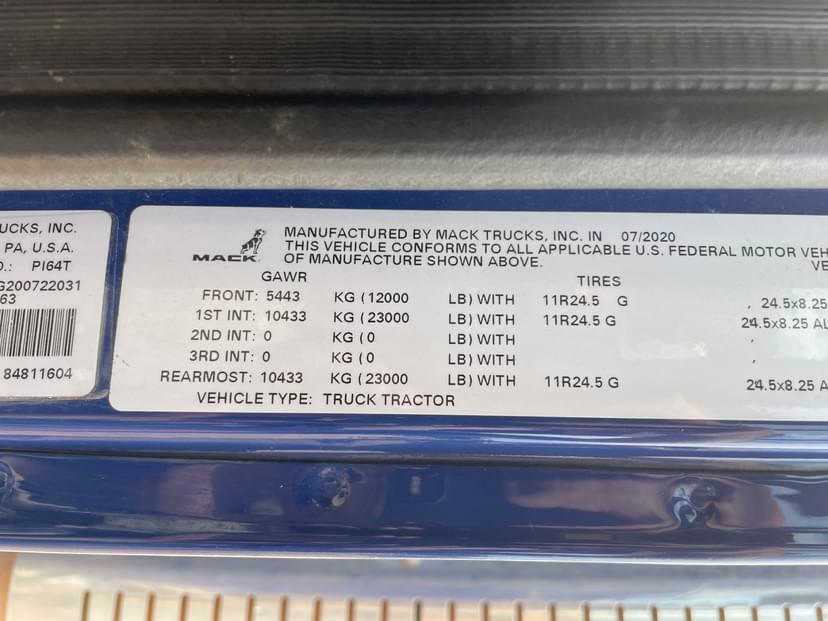 UCKS, INC.
PA, U.S.A.
.: PI64T
G200722031
63
84811604
MACK
MANUFACTURED BY MACK TRUCKS, INC. IN 07/2020
THIS VEHICLE CONFORMS TO ALL APPLICABLE U.S. FEDERAL MOTOR VEH
OF MANUFACTURE SHOWN ABOVE. VE
GAWR TIRES
FRONT: 5443 KG (12000 LB) WITH 11R24.5 G , 24.5x8.25
1ST INT: 10433 KG (23000 LB) WITH 11R24.5 G 24.5x8.25 AL
2ND INT: 0 KG (0 LB) WITH ,
3RD INT: 0 KG (0 LB) WITH ,
REARMOST: 10433 KG (23000 LB) WITH 11R24.5 G 24.5x8.25 A
VEHICLE TYPE: TRUCK TRACTOR